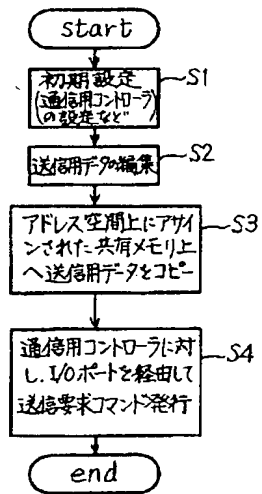 start
初期設定
(通信用コントローラ
の設定など)
S1
送信用データの編集
S2
アドレス空間上にアサイ
ンされた共有メモリ上
へ送信用データをコピー
S3
通信用コントローラに対
し、I/Oポートを経由して
送信要求コマンド発行
S4
end